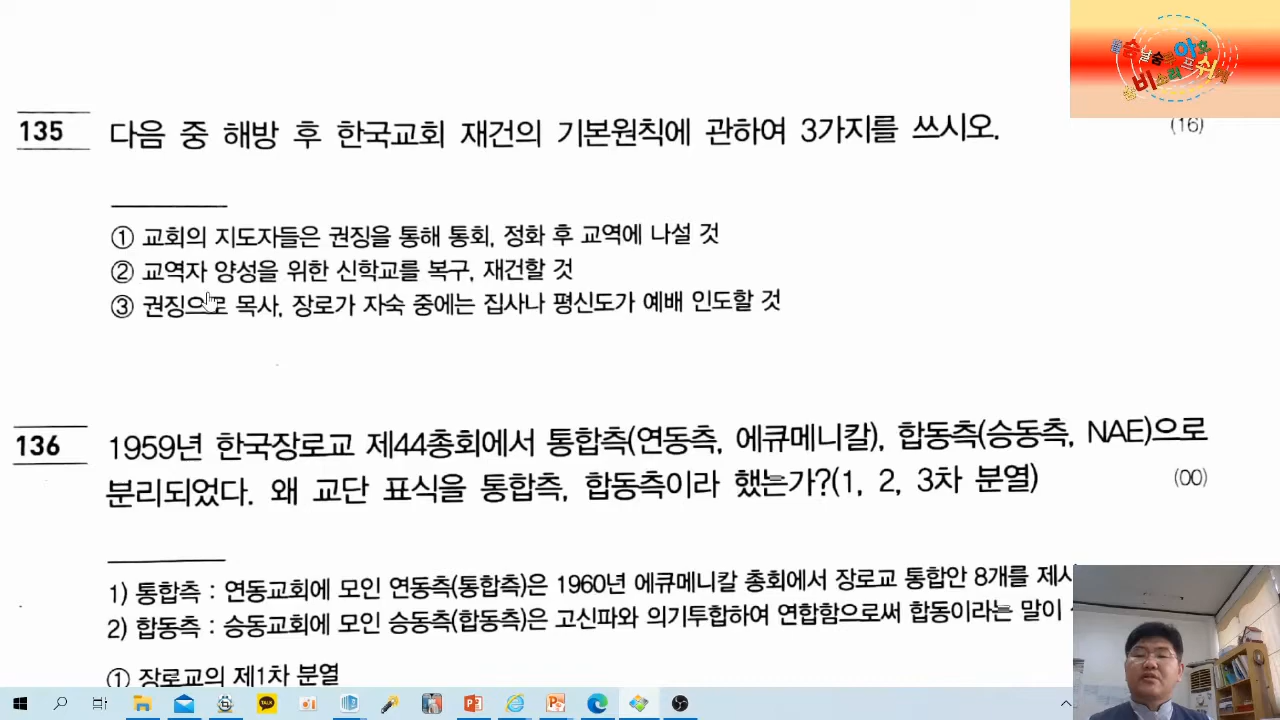 135 다음 중 해방 후 한국교회 재건의 기본원칙에 관하여 3가지를 쓰시오.
(16)
① 교회의 지도자들은 권징을 통해 통회, 정화 후 교역에 나설 것
② 교역자 양성을 위한 신학교를 복구, 재건할 것
③ 권징으로 목사, 장로가 자숙 중에는 집사나 평신도가 예배 인도할 것
136 1959년 한국장로교 제44총회에서 통합측(연동측, 에큐메니칼), 합동측(승동측, NAE)으로
분리되었다. 왜 교단 표식을 통합측, 합동측이라 했는가?(1, 2, 3차 분열)
(00)
1) 통합측 : 연동교회에 모인 연동측(통합측)은 1960년 에큐메니칼 총회에서 장로교 통합안 8개를 제시
2) 합동측 : 승동교회에 모인 승동측(합동측)은 고신파와 의기투합하여 연합함으로써 합동이라는 말이
① 장로교의 제1차 분열